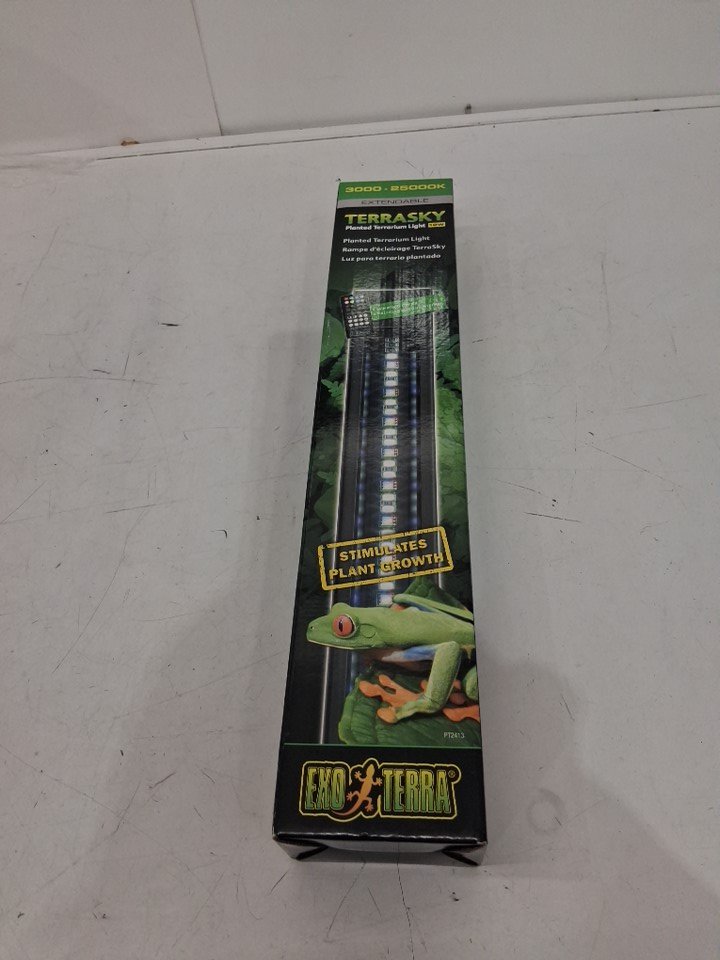 3000 - 25000K
EXTENDABLE
TERRASKY
Planted Terrarium Light
Planted Terrarium Light
Rampe d'éclairage TerraSky
Luz para terrario plantado
STIMULATES
PLANT GROWTH
PT2413
EXO TERRA®